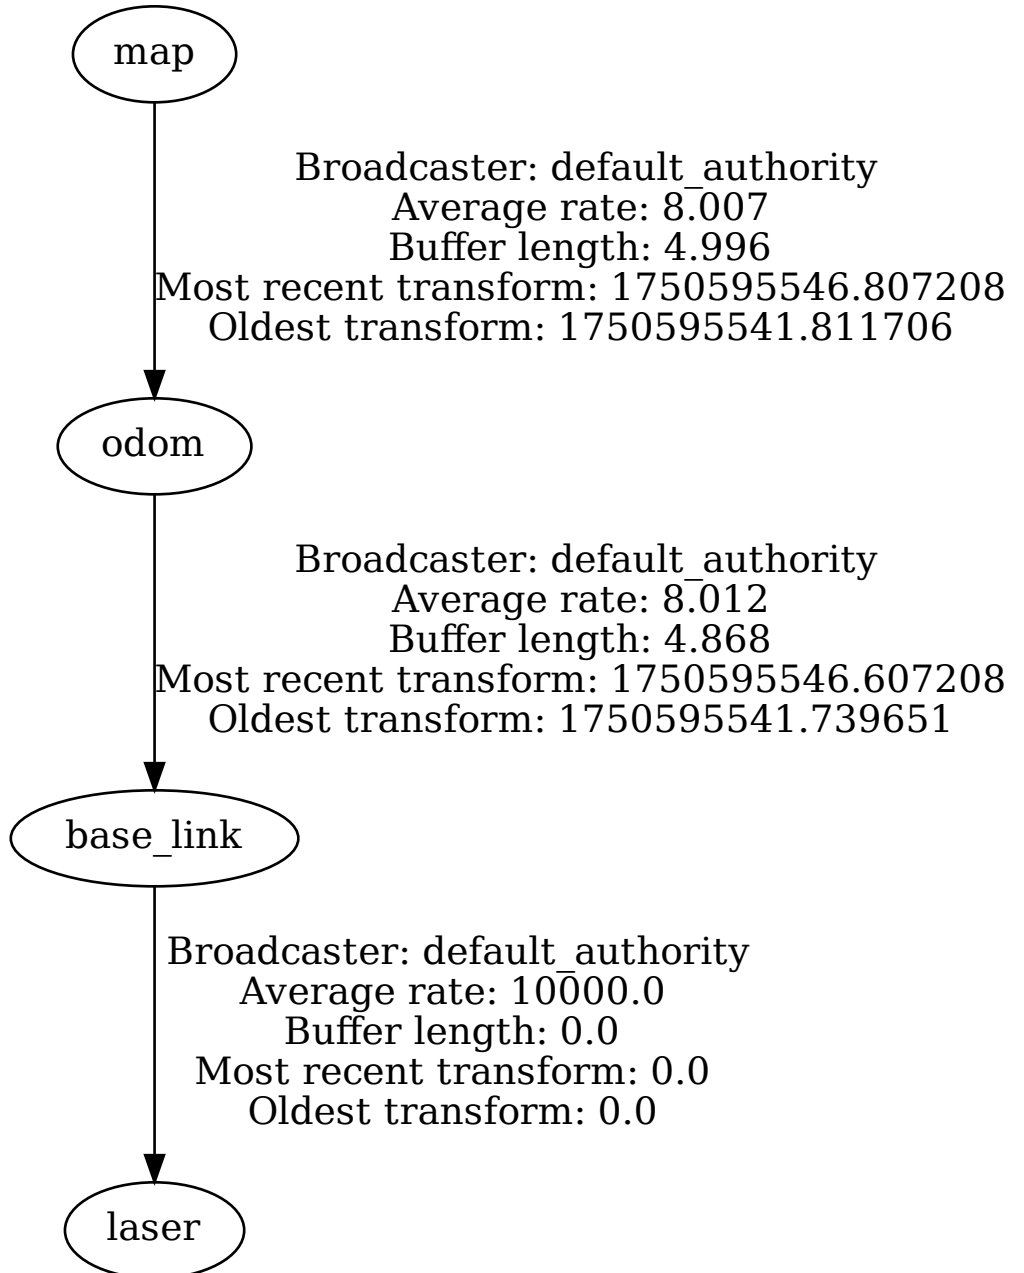 map
Broadcaster: default_authority
Average rate: 8.007
Buffer length: 4.996
Most recent transform: 1750595546.807208
Oldest transform: 1750595541.811706
odom
Broadcaster: default_authority
Average rate: 8.012
Buffer length: 4.868
Most recent transform: 1750595546.607208
Oldest transform: 1750595541.739651
base_link
Broadcaster: default_authority
Average rate: 10000.0
Buffer length: 0.0
Most recent transform: 0.0
Oldest transform: 0.0
laser